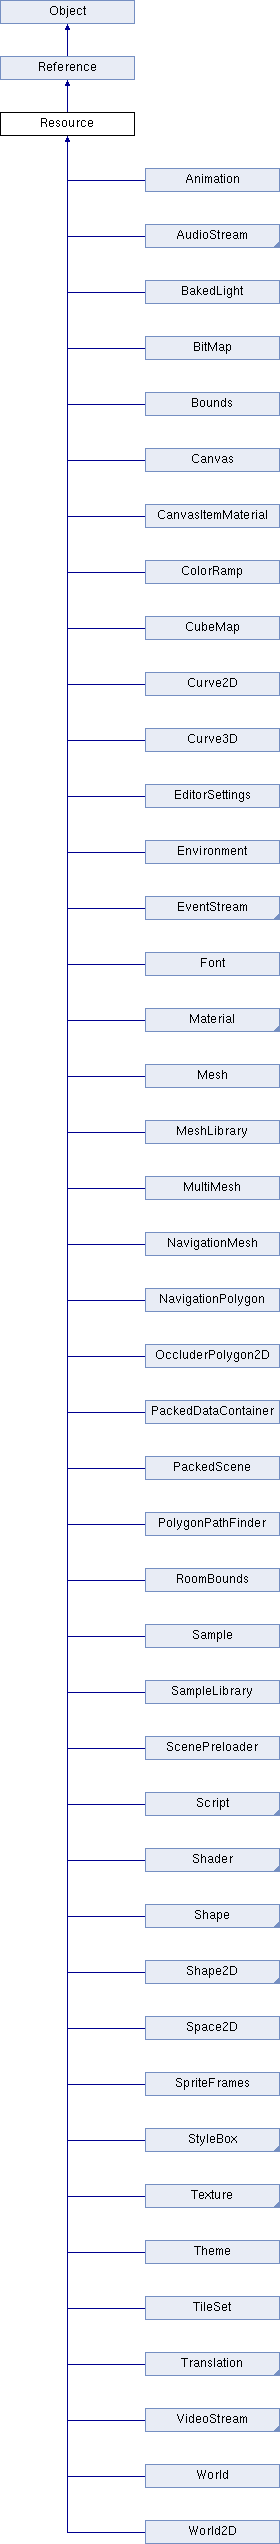 Object
Reference
Resource
Animation
AudioStream
BakedLight
BitMap
Bounds
Canvas
CanvasItemMaterial
ColorRamp
CubeMap
Curve2D
Curve3D
EditorSettings
Environment
EventStream
Font
Material
Mesh
MeshLibrary
MultiMesh
NavigationMesh
NavigationPolygon
OccluderPolygon2D
PackedDataContainer
PackedScene
PolygonPathFinder
RoomBounds
Sample
SampleLibrary
ScenePreloader
Script
Shader
Shape
Shape2D
Space2D
SpriteFrames
StyleBox
Texture
Theme
TileSet
Translation
VideoStream
World
World2D